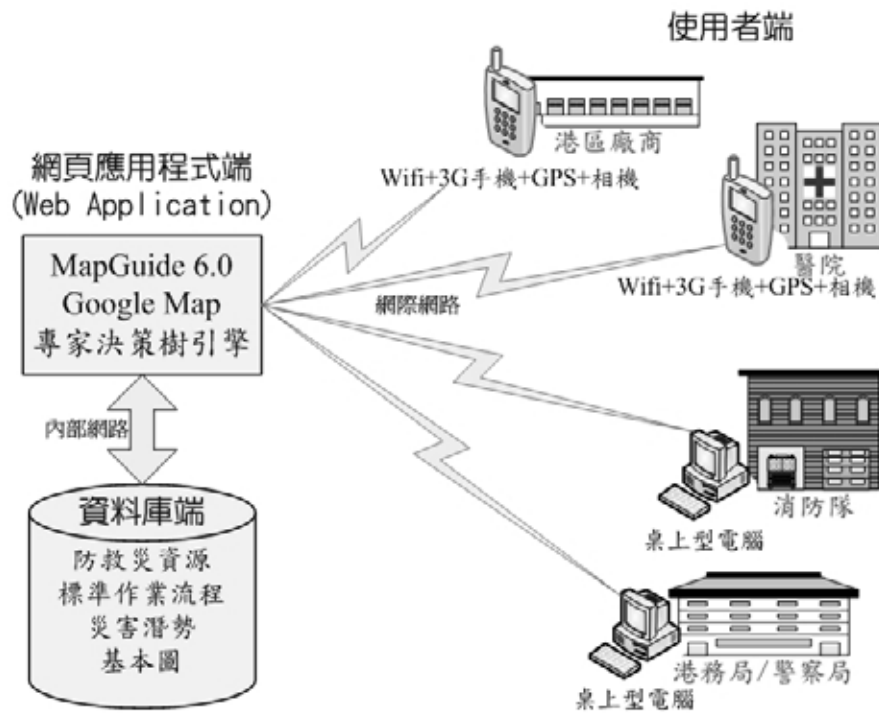 使用者端
港區廠商
Wifi+3G手機+GPS+相機
網頁應用程式端
(Web Application)
MapGuide 6.0
Google Map
專家決策樹引擎
醫院
Wifi+3G手機+GPS+相機
網際網路
內部網路
資料庫端
防救災資源
標準作業流程
災害潛勢
基本圖
消防隊
桌上型電腦
港務局/警察局
桌上型電腦